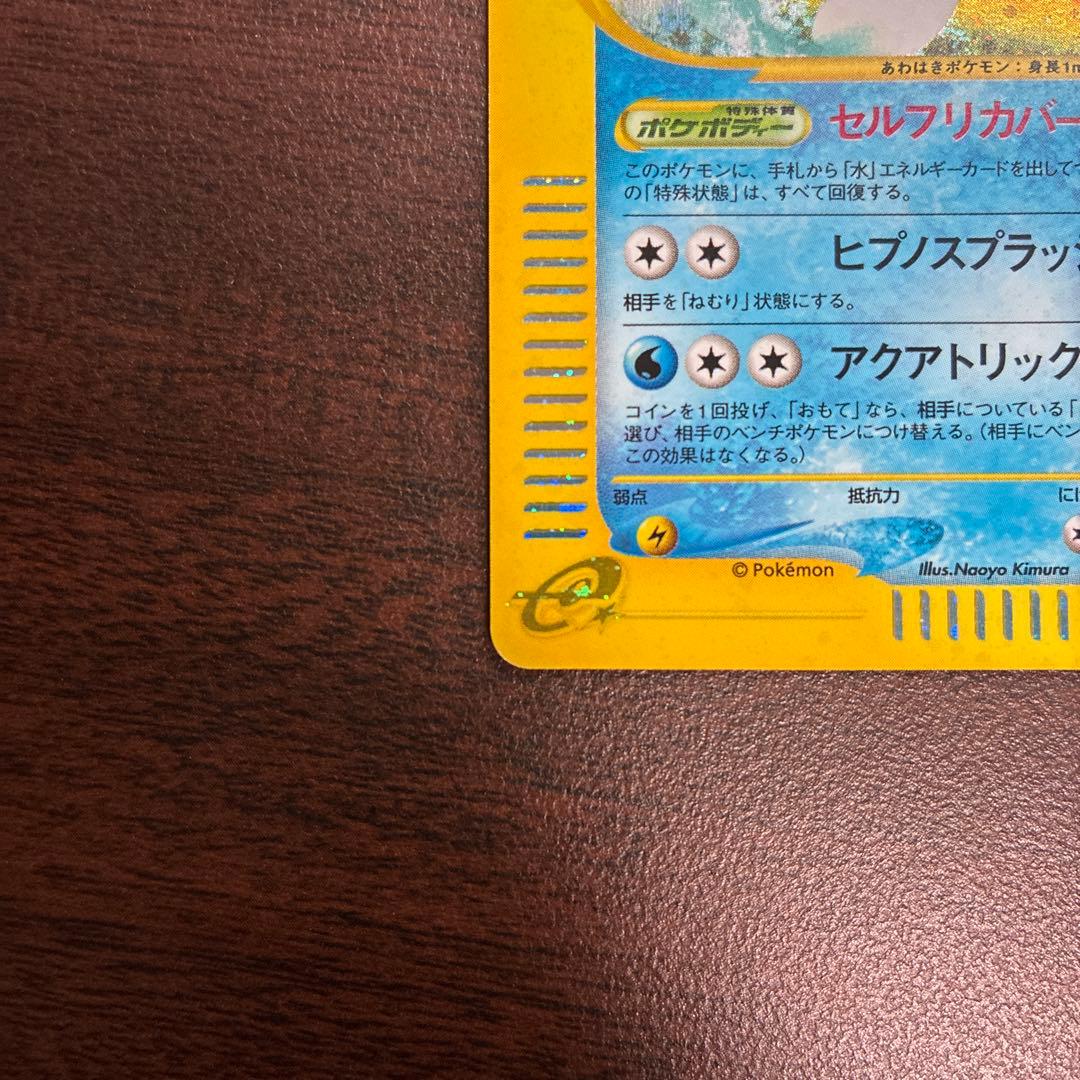 あわはきポケモン：身長1m
特殊体質
ポケボディー
セルフリカバー
このポケモンに、手札から「水」エネルギーカードを出して
の「特殊状態」は、すべて回復する。
ヒプノスプラッ
相手を「ねむり」状態にする。
アクアトリック
コインを1回投げ、「おもて」なら、相手についている「
選び、相手のベンチポケモンにつけ替える。（相手にベン
この効果はなくなる。）
弱点 抵抗力 に
© Pokémon Illus.Naoyo Kimura
e